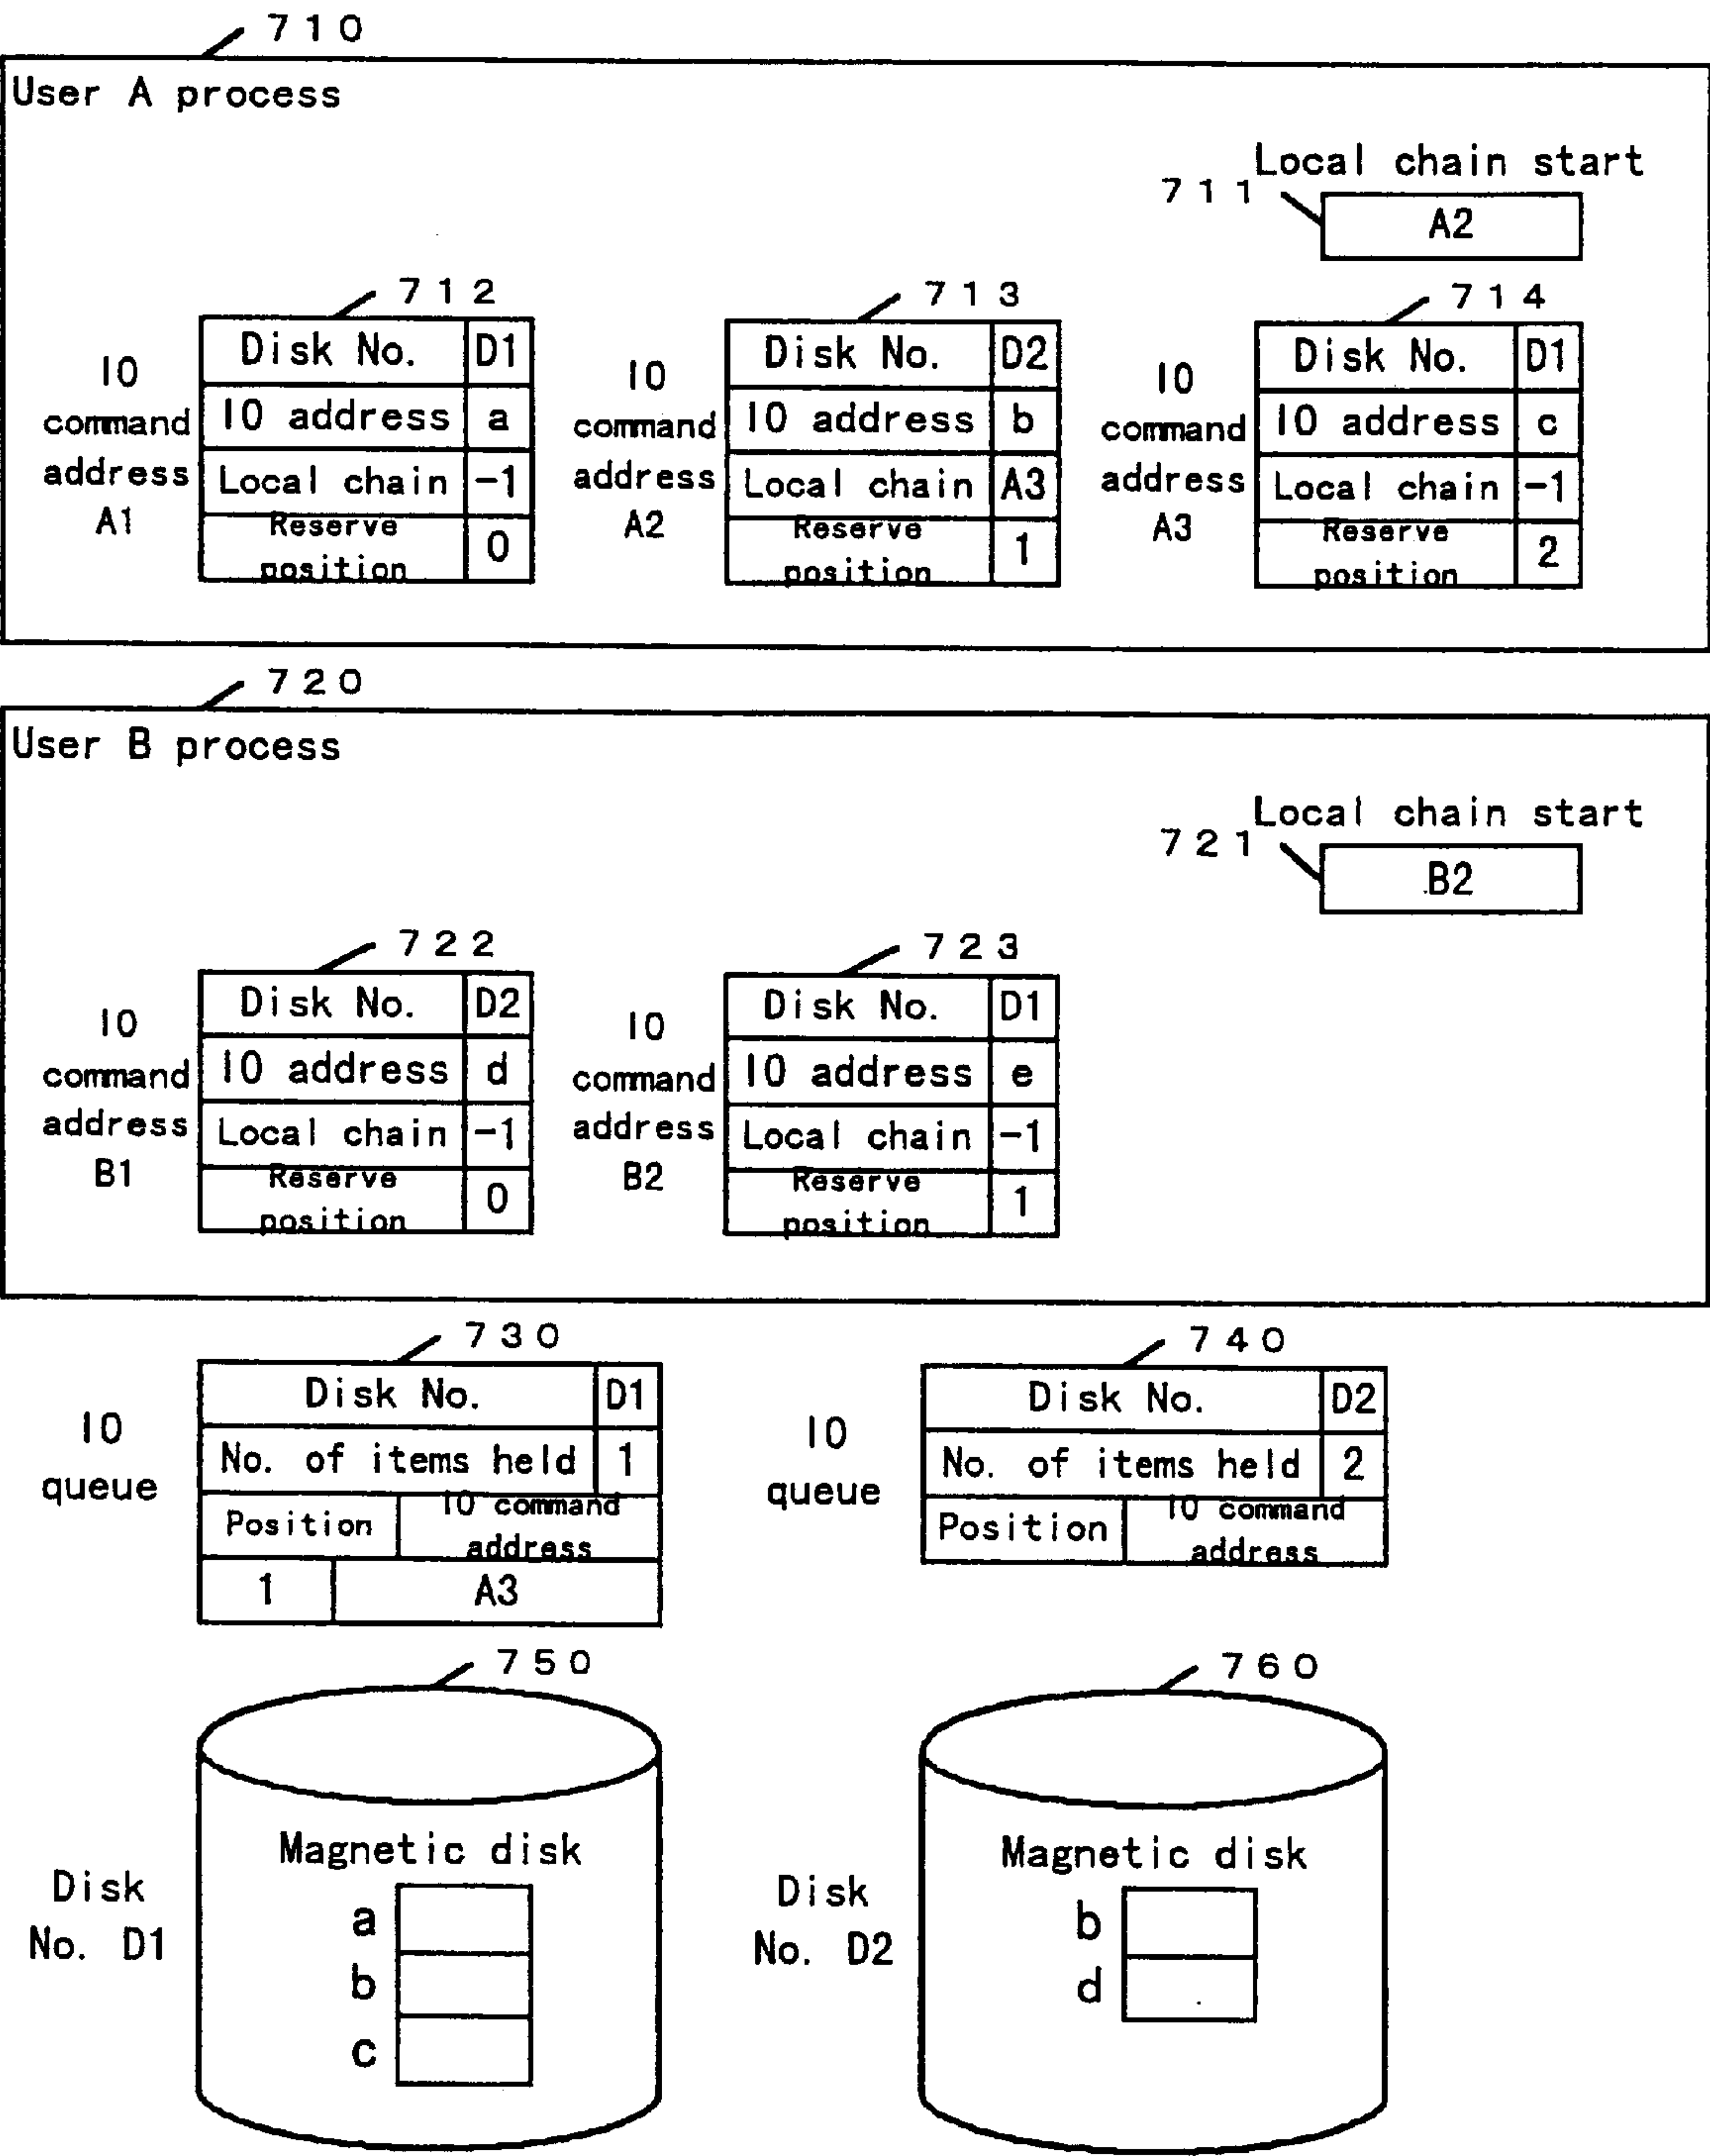 710
User A process
Local chain start
711
A2
712
713
714
IO command address A1
Disk No. D1
IO address a
Local chain -1
Reserve position 0
IO command address A2
Disk No. D2
IO address b
Local chain A3
Reserve position 1
IO command address A3
Disk No. D1
IO address c
Local chain -1
Reserve position 2
720
User B process
Local chain start
721
B2
722
723
IO command address B1
Disk No. D2
IO address d
Local chain -1
Reserve position 0
IO command address B2
Disk No. D1
IO address e
Local chain -1
Reserve position 1
730
IO queue
Disk No. D1
No. of items held 1
Position IO command address
1 A3
740
IO queue
Disk No. D2
No. of items held 2
Position IO command address
750
Disk No. D1
Magnetic disk
a
b
c
760
Disk No. D2
Magnetic disk
b
d